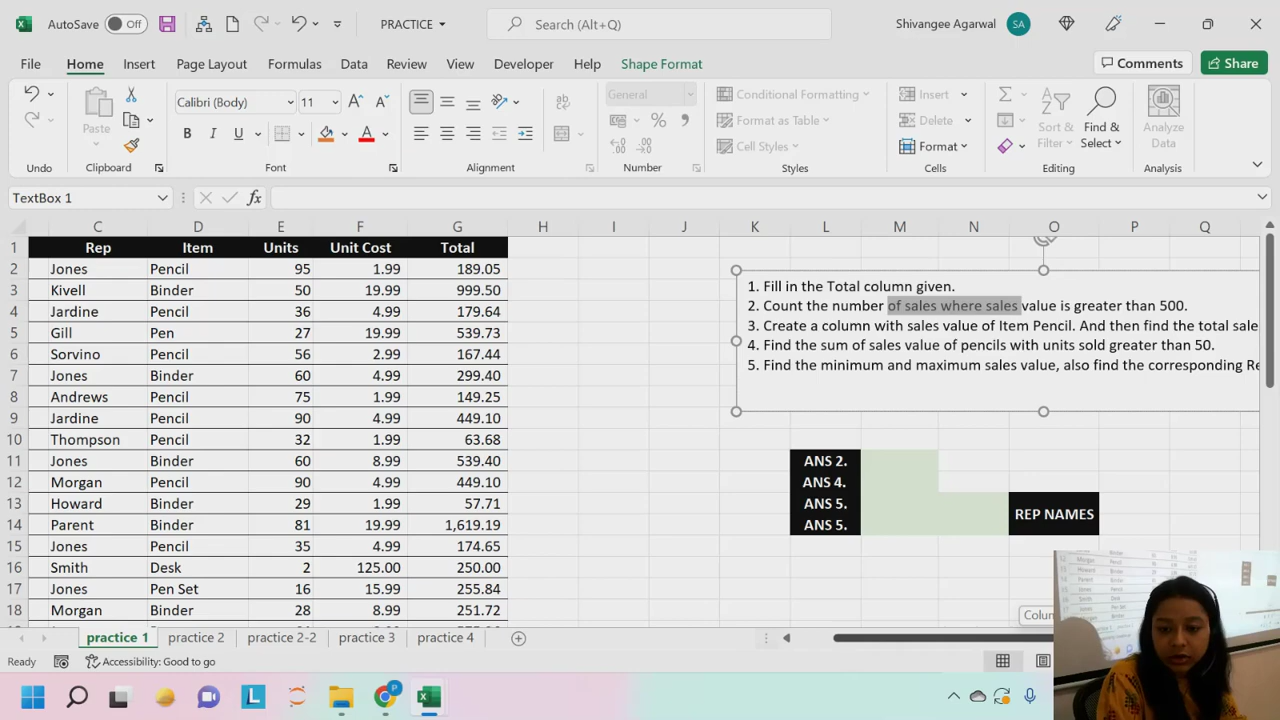 AutoSave Off PRACTICE Search (Alt+Q) Shivangee Agarwal SA
File Home Insert Page Layout Formulas Data Review View Developer Help Shape Format Comments Share
Calibri (Body) 11 General Conditional Formatting Insert
Paste Format as Table Delete Sort & Find & Analyze
B I U A Cell Styles Format Filter Select Data
Undo Clipboard Font Alignment Number Styles Cells Editing Analysis
TextBox 1 fx
C D E F G H I J K L M N O P Q
1 Rep Item Units Unit Cost Total
2 Jones Pencil 95 1.99 189.05
3 Kivell Binder 50 19.99 999.50
4 Jardine Pencil 36 4.99 179.64
5 Gill Pen 27 19.99 539.73
6 Sorvino Pencil 56 2.99 167.44
7 Jones Binder 60 4.99 299.40
8 Andrews Pencil 75 1.99 149.25
9 Jardine Pencil 90 4.99 449.10
10 Thompson Pencil 32 1.99 63.68
11 Jones Binder 60 8.99 539.40
12 Morgan Pencil 90 4.99 449.10
13 Howard Binder 29 1.99 57.71
14 Parent Binder 81 19.99 1,619.19
15 Jones Pencil 35 4.99 174.65
16 Smith Desk 2 125.00 250.00
17 Jones Pen Set 16 15.99 255.84
18 Morgan Binder 28 8.99 251.72
1. Fill in the Total column given.
2. Count the number of sales where sales value is greater than 500.
3. Create a column with sales value of Item Pencil. And then find the total sale
4. Find the sum of sales value of pencils with units sold greater than 50.
5. Find the minimum and maximum sales value, also find the corresponding Re
ANS 2.
ANS 4.
ANS 5.
ANS 5.
REP NAMES
Colum
practice 1 practice 2 practice 2-2 practice 3 practice 4
Ready Accessibility: Good to go